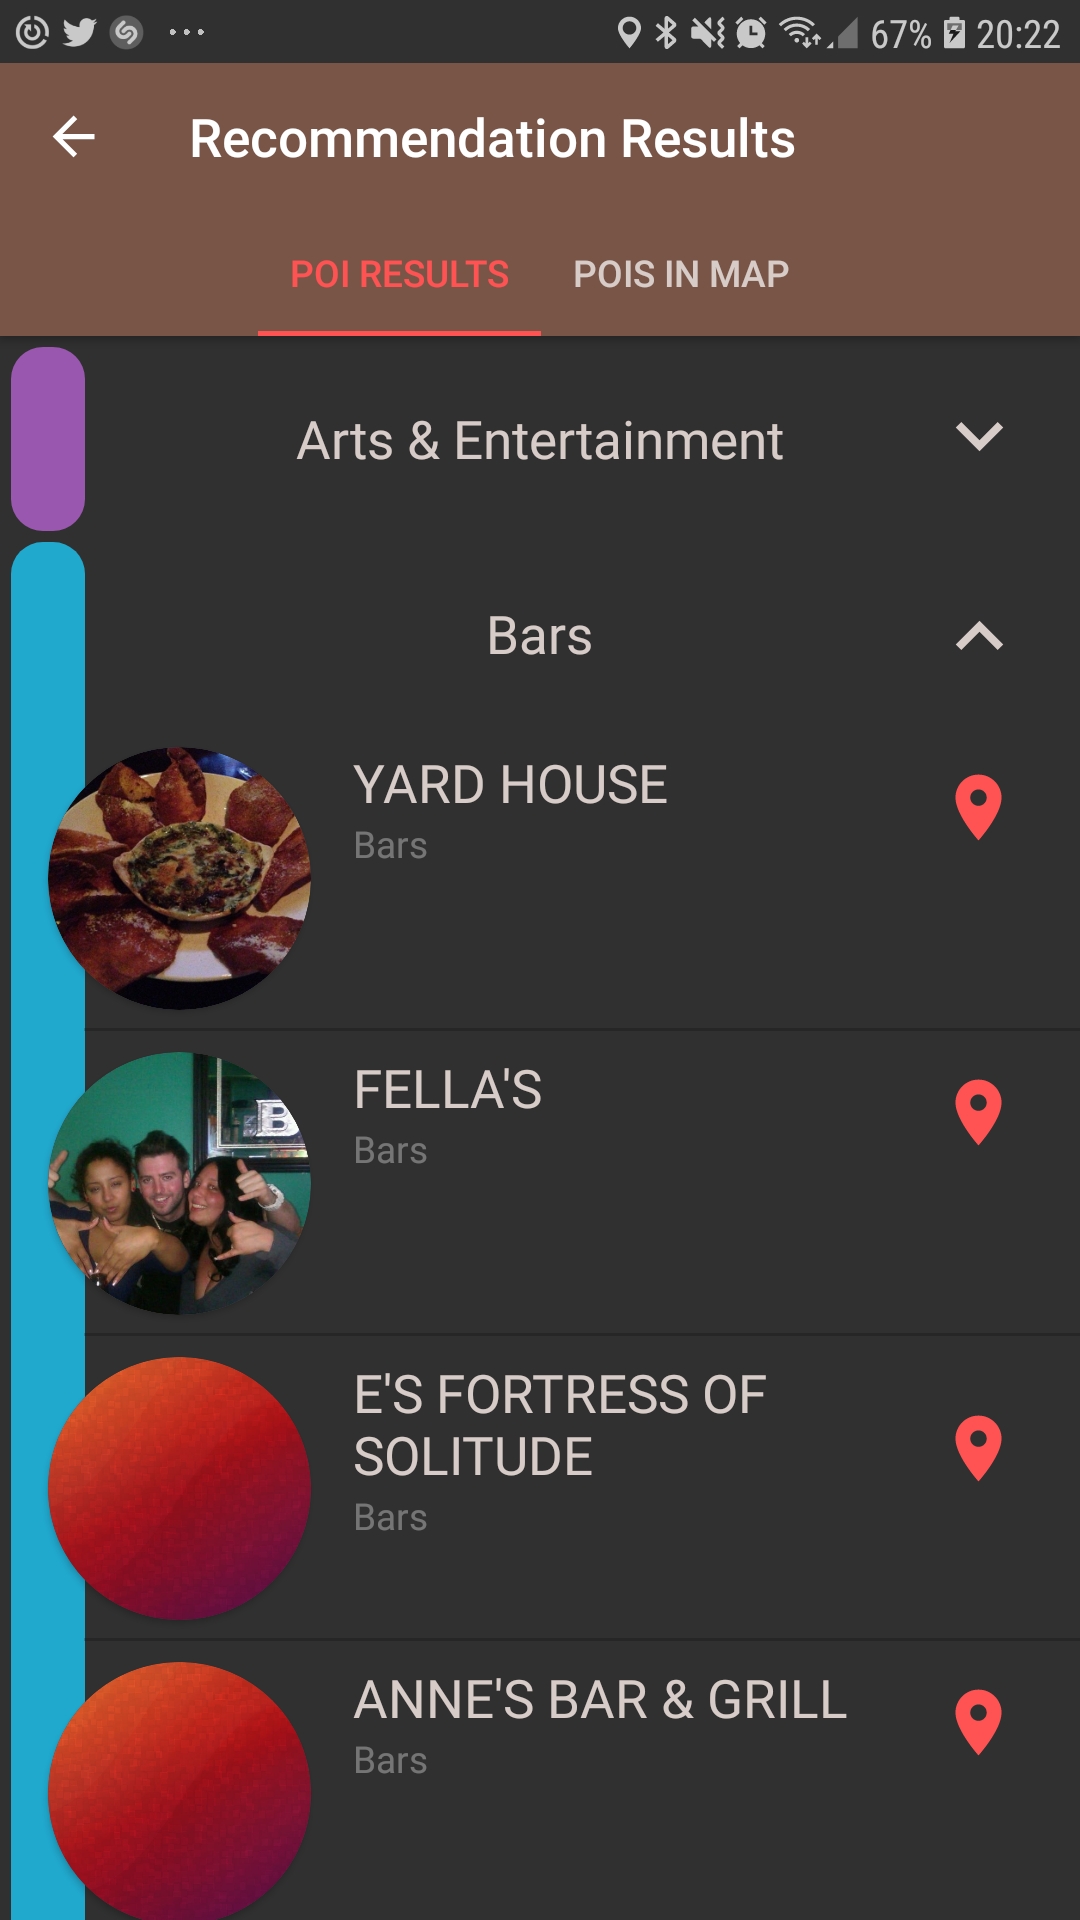 67% 20:22
Recommendation Results
POI RESULTS POIS IN MAP
Arts & Entertainment
Bars
YARD HOUSE
Bars
B
FELLA'S
Bars
E'S FORTRESS OF
SOLITUDE
Bars
ANNE'S BAR & GRILL
Bars